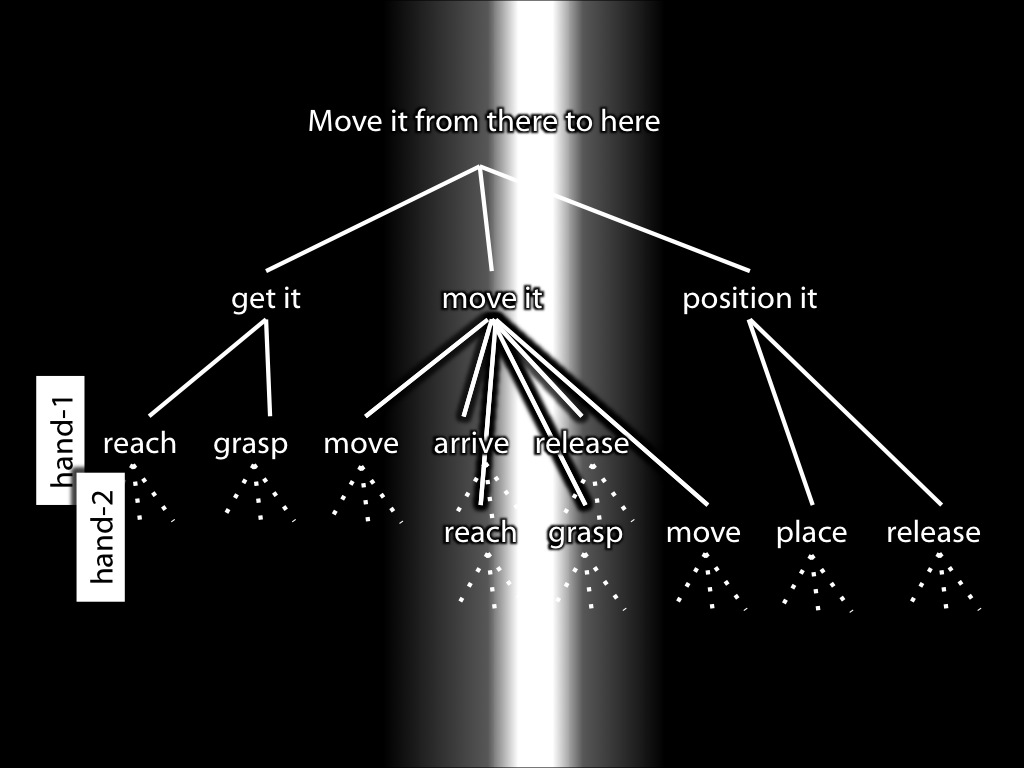 Move it from there to here
get it move it position it
hand-1
reach grasp move arrive release
hand-2
reach grasp move place release